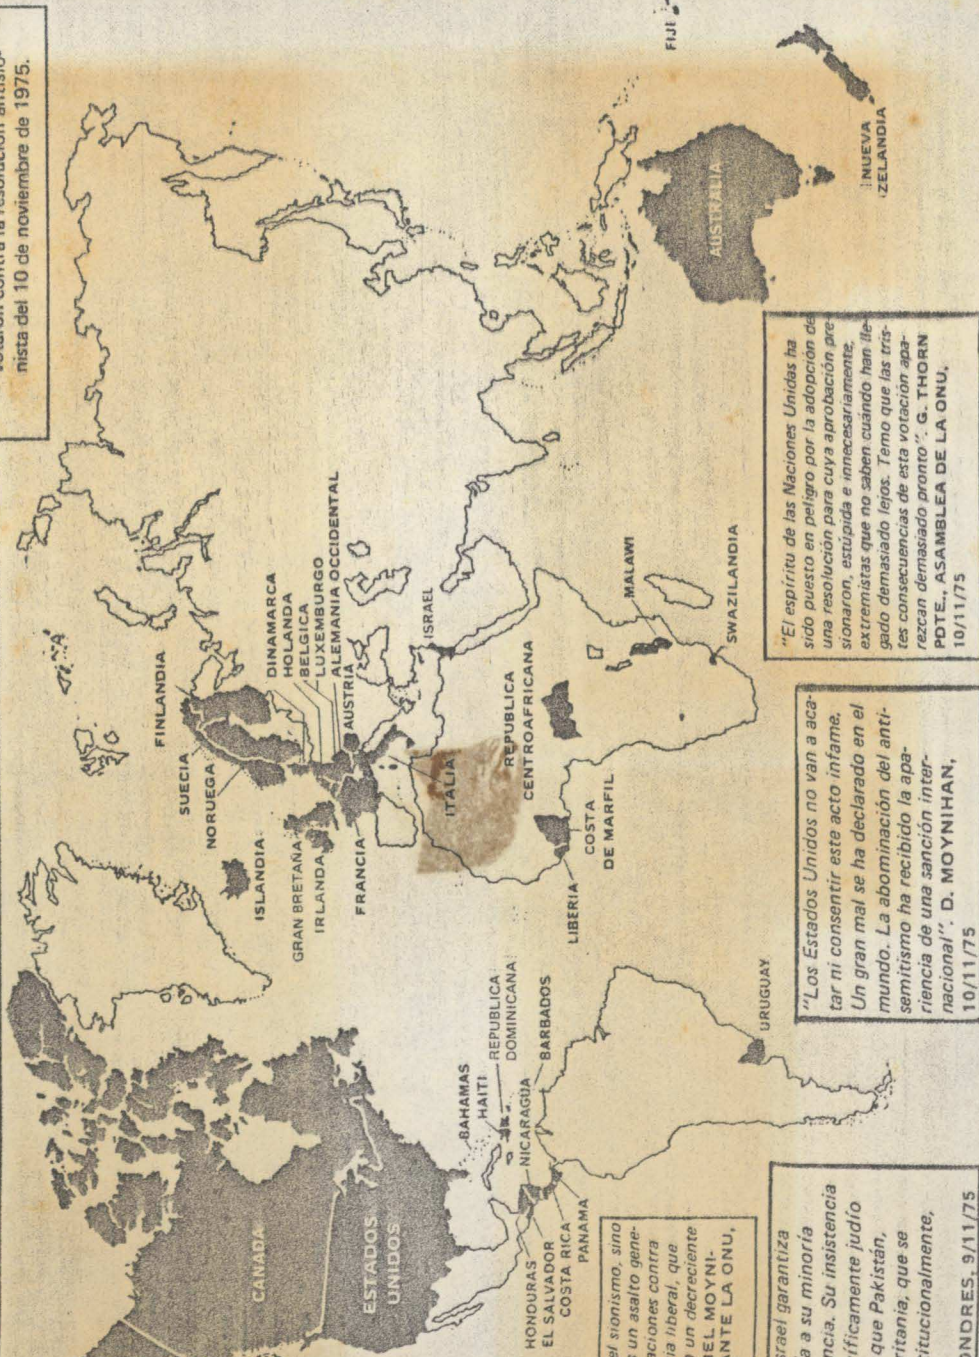 votaron contra la resolución antisio-
nista del 10 de noviembre de 1975.
FIJI
NUEVA
ZELANDIA
AUSTRALIA
FINLANDIA
SUECIA
NORUEGA
DINAMARCA
HOLANDA
BELGICA
LUXEMBURGO
ALEMANIA OCCIDENTAL
AUSTRIA
ISLANDIA
GRAN BRETAÑA
IRLANDA
FRANCIA
ITALIA
ISRAEL
REPUBLICA
CENTROAFRICANA
MALAWI
SWAZILANDIA
COSTA
DE MARFIL
LIBERIA
CANADA
ESTADOS
UNIDOS
BAHAMAS
HAITI
REPUBLICA
DOMINICANA
NICARAGUA
BARBADOS
HONDURAS
EL SALVADOR
COSTA RICA
PANAMA
URUGUAY
"El espíritu de las Naciones Unidas ha
sido puesto en peligro por la adopción de
una resolución para cuya aprobación pre-
sionaron, estúpida e innecesariamente,
extremistas que no saben cuándo han lle-
gado demasiado lejos. Temo que las tris-
tes consecuencias de esta votación apa-
rezcan demasiado pronto". G. THORN
PDTE., ASAMBLEA DE LA ONU,
10/11/75
"Los Estados Unidos no van a aca-
tar ni consentir este acto infame.
Un gran mal se ha declarado en el
mundo. La abominación del anti-
semitismo ha recibido la apa-
riencia de una sanción inter-
nacional". D. MOYNIHAN,
10/11/75
el sionismo, sino
un asalto gene-
aciones contra
ia liberal, que
un decreciente
IEL MOYNI-
ANTE LA ONU,
srael garantiza
a su minoría
ncia. Su insistencia
íficamente judío
que Pakistán,
ritania, que se
itucionalmente,
ONDRES, 9/11/75